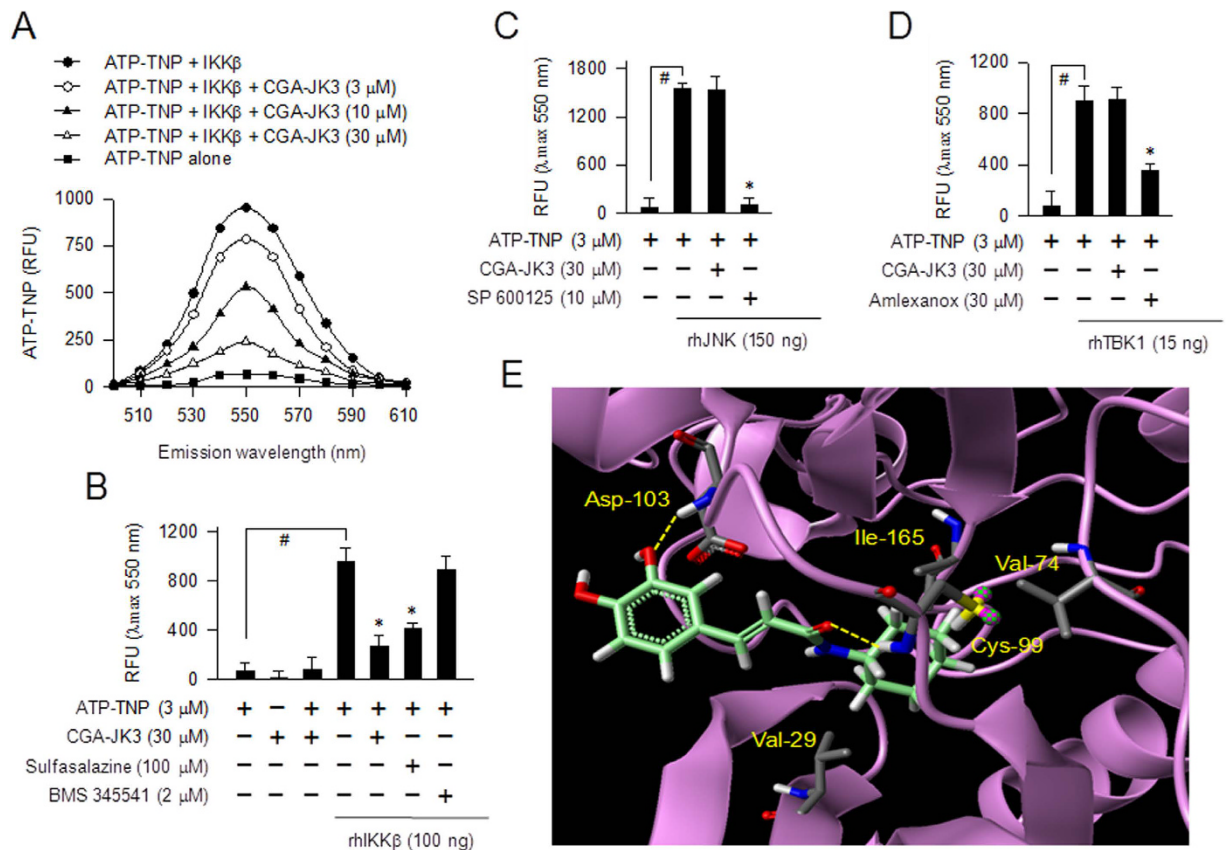 A
ATP-TNP + IKKβ
ATP-TNP + IKKβ + CGA-JK3 (3 μM)
ATP-TNP + IKKβ + CGA-JK3 (10 μM)
ATP-TNP + IKKβ + CGA-JK3 (30 μM)
ATP-TNP alone
1000
750
500
250
0
ATP-TNP (RFU)
510 530 550 570 590 610
Emission wavelength (nm)
B
1200
800
400
0
RFU (λmax 550 nm)
#
* *
ATP-TNP (3 μM) + − + + + + +
CGA-JK3 (30 μM) − + + − + − −
Sulfasalazine (100 μM) − − − − − + −
BMS 345541 (2 μM) − − − − − − +
rhIKKβ (100 ng)
C
1800
1200
600
0
RFU (λmax 550 nm)
#
*
ATP-TNP (3 μM) + + + +
CGA-JK3 (30 μM) − − + −
SP 600125 (10 μM) − − − +
rhJNK (150 ng)
D
1200
800
400
0
RFU (λmax 550 nm)
#
*
ATP-TNP (3 μM) + + + +
CGA-JK3 (30 μM) − − + −
Amlexanox (30 μM) − − − +
rhTBK1 (15 ng)
E
Asp-103
Ile-165
Val-74
Cys-99
Val-29